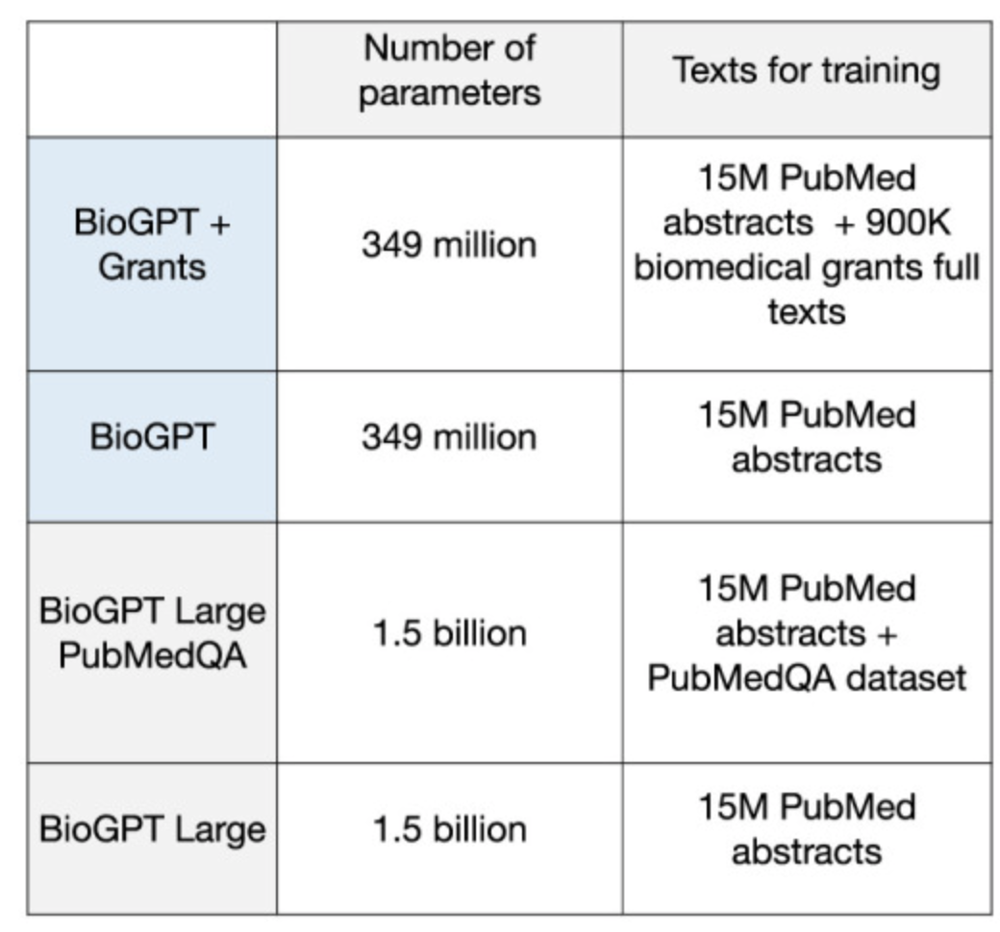 Number of
parameters
Texts for training
BioGPT +
Grants
349 million
15M PubMed
abstracts + 900K
biomedical grants full
texts
BioGPT
349 million
15M PubMed
abstracts
BioGPT Large
PubMedQA
1.5 billion
15M PubMed
abstracts +
PubMedQA dataset
BioGPT Large
1.5 billion
15M PubMed
abstracts